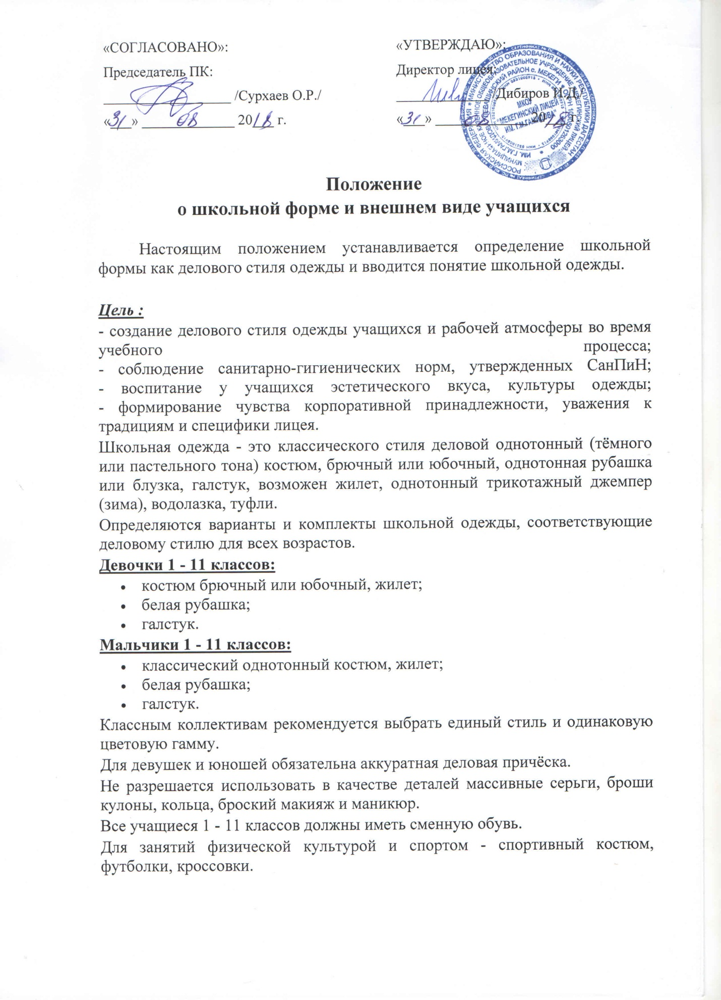 «СОГЛАСОВАНО»:
Председатель ПК:
/Сурхаев О.Р./
«31» 08 2018 г.
«УТВЕРЖДАЮ»:
Директор лицея:
/Дибиров И.Д./
«31» 08 2018 г
МКОУ
"МЕКЕГИНСКИЙ ЛИЦЕЙ
ИМ. Г.М.ГАМИДОВА"
Положение
о школьной форме и внешнем виде учащихся
Настоящим положением устанавливается определение школьной
формы как делового стиля одежды и вводится понятие школьной одежды.
Цель :
- создание делового стиля одежды учащихся и рабочей атмосферы во время
учебного процесса;
- соблюдение санитарно-гигиенических норм, утвержденных СанПиН;
- воспитание у учащихся эстетического вкуса, культуры одежды;
- формирование чувства корпоративной принадлежности, уважения к
традициям и специфики лицея.
Школьная одежда - это классического стиля деловой однотонный (тёмного
или пастельного тона) костюм, брючный или юбочный, однотонная рубашка
или блузка, галстук, возможен жилет, однотонный трикотажный джемпер
(зима), водолазка, туфли.
Определяются варианты и комплекты школьной одежды, соответствующие
деловому стилю для всех возрастов.
Девочки 1 - 11 классов:
• костюм брючный или юбочный, жилет;
• белая рубашка;
• галстук.
Мальчики 1 - 11 классов:
• классический однотонный костюм, жилет;
• белая рубашка;
• галстук.
Классным коллективам рекомендуется выбрать единый стиль и одинаковую
цветовую гамму.
Для девушек и юношей обязательна аккуратная деловая причёска.
Не разрешается использовать в качестве деталей массивные серьги, броши
кулоны, кольца, броский макияж и маникюр.
Все учащиеся 1 - 11 классов должны иметь сменную обувь.
Для занятий физической культурой и спортом - спортивный костюм,
футболки, кроссовки.